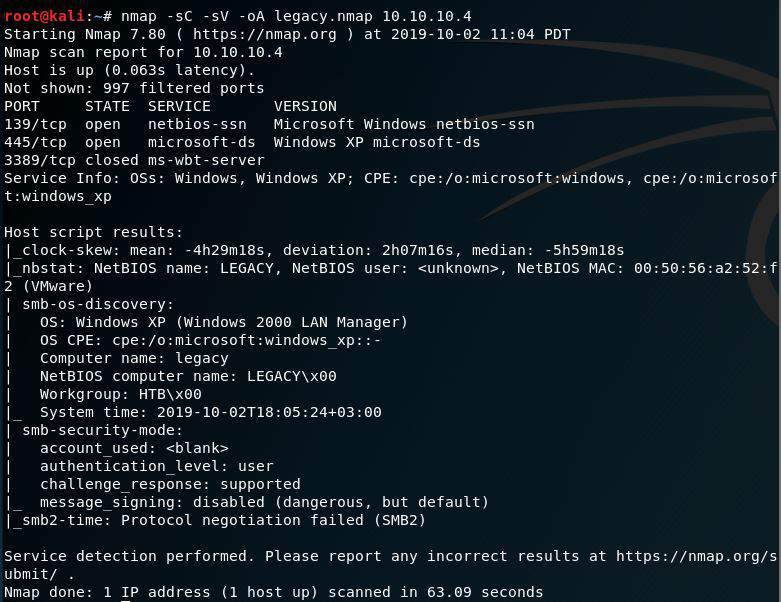 root@kali:~# nmap -sC -sV -oA legacy.nmap 10.10.10.4
Starting Nmap 7.80 ( https://nmap.org ) at 2019-10-02 11:04 PDT
Nmap scan report for 10.10.10.4
Host is up (0.063s latency).
Not shown: 997 filtered ports
PORT     STATE  SERVICE       VERSION
139/tcp  open   netbios-ssn   Microsoft Windows netbios-ssn
445/tcp  open   microsoft-ds  Windows XP microsoft-ds
3389/tcp closed ms-wbt-server
Service Info: OSs: Windows, Windows XP; CPE: cpe:/o:microsoft:windows, cpe:/o:microsof
t:windows_xp

Host script results:
|_clock-skew: mean: -4h29m18s, deviation: 2h07m16s, median: -5h59m18s
|_nbstat: NetBIOS name: LEGACY, NetBIOS user: <unknown>, NetBIOS MAC: 00:50:56:a2:52:f
2 (VMware)
| smb-os-discovery:
|   OS: Windows XP (Windows 2000 LAN Manager)
|   OS CPE: cpe:/o:microsoft:windows_xp::-
|   Computer name: legacy
|   NetBIOS computer name: LEGACY\x00
|   Workgroup: HTB\x00
|_  System time: 2019-10-02T18:05:24+03:00
| smb-security-mode:
|   account_used: <blank>
|   authentication_level: user
|   challenge_response: supported
|_  message_signing: disabled (dangerous, but default)
|_smb2-time: Protocol negotiation failed (SMB2)

Service detection performed. Please report any incorrect results at https://nmap.org/s
ubmit/ .
Nmap done: 1 IP address (1 host up) scanned in 63.09 seconds